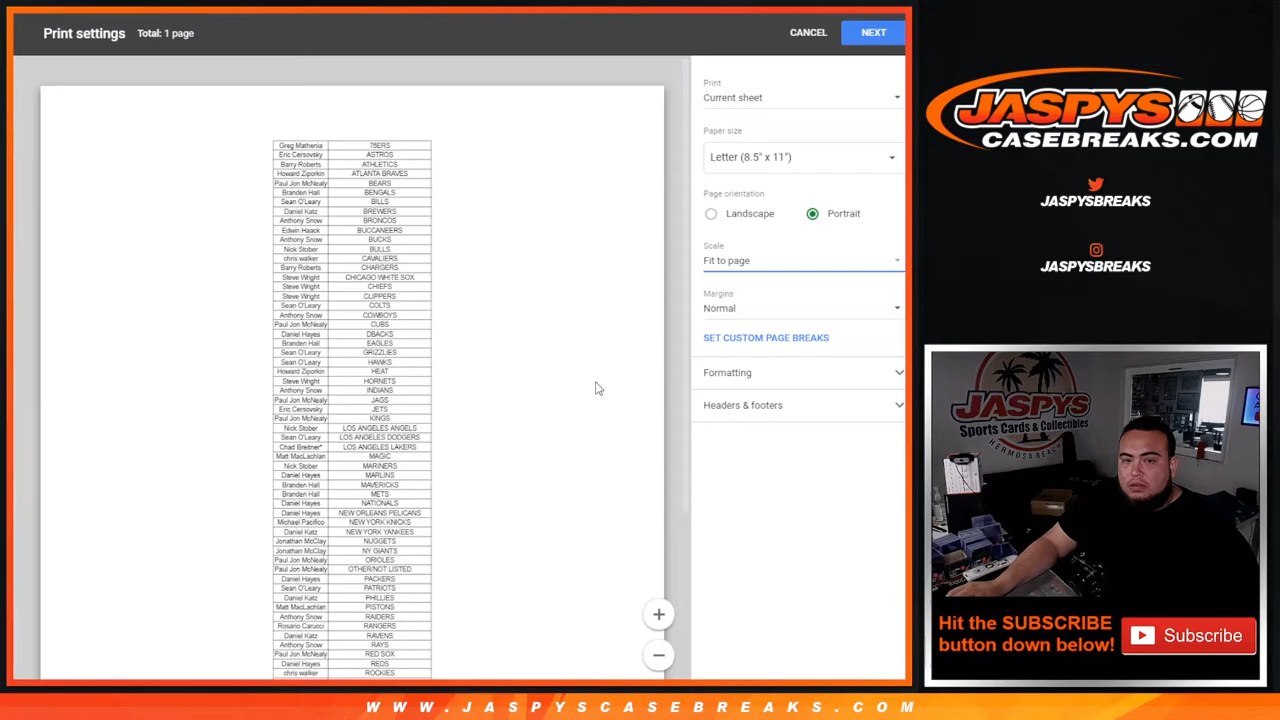 Print settings Total: 1 page CANCEL NEXT
Greg Mathenia 76ERS
Eric Cersovsky ASTROS
Barry Roberts ATHLETICS
Howard Ziporkin ATLANTA BRAVES
Paul Jon McNealy BEARS
Branden Hall BENGALS
Sean O'Leary BILLS
Daniel Katz BREWERS
Anthony Snow BRONCOS
Edwin Haack BUCCANEERS
Anthony Snow BUCKS
Nick Stober BULLS
chris walker CAVALIERS
Barry Roberts CHARGERS
Steve Wright CHICAGO WHITE SOX
Steve Wright CHIEFS
Steve Wright CLIPPERS
Sean O'Leary COLTS
Anthony Snow COWBOYS
Paul Jon McNealy CUBS
Daniel Hayes DBACKS
Branden Hall EAGLES
Sean O'Leary GRIZZLIES
Sean O'Leary HAWKS
Howard Ziporkin HEAT
Steve Wright HORNETS
Anthony Snow INDIANS
Paul Jon McNealy JAGS
Eric Cersovsky JETS
Paul Jon McNealy KINGS
Nick Stober LOS ANGELES ANGELS
Sean O'Leary LOS ANGELES DODGERS
Chad Breitner* LOS ANGELES LAKERS
Matt MacLachlan MAGIC
Nick Stober MARINERS
Daniel Hayes MARLINS
Branden Hall MAVERICKS
Branden Hall METS
Daniel Hayes NATIONALS
Daniel Hayes NEW ORLEANS PELICANS
Michael Pacifico NEW YORK KNICKS
Daniel Katz NEW YORK YANKEES
Jonathan McClay NUGGETS
Jonathan McClay NY GIANTS
Paul Jon McNealy ORIOLES
Paul Jon McNealy OTHER/NOT LISTED
Daniel Hayes PACKERS
Sean O'Leary PATRIOTS
Daniel Katz PHILLIES
Matt MacLachlan PISTONS
Anthony Snow RAIDERS
Rosario Carucci RANGERS
Daniel Katz RAVENS
Anthony Snow RAYS
Paul Jon McNealy RED SOX
Daniel Hayes REDS
chris walker ROCKIES
Print
Current sheet
Paper size
Letter (8.5" x 11")
Page orientation
Landscape Portrait
Scale
Fit to page
Margins
Normal
SET CUSTOM PAGE BREAKS
Formatting
Headers & footers
JASPYS
CASEBREAKS.COM
JASPYSBREAKS
JASPYSBREAKS
JASPYS
Sports Cards & Collectibles
HERMOSA BEACH
Hit the SUBSCRIBE
button down below!
Subscribe
WWW.JASPYSCASEBREAKS.COM